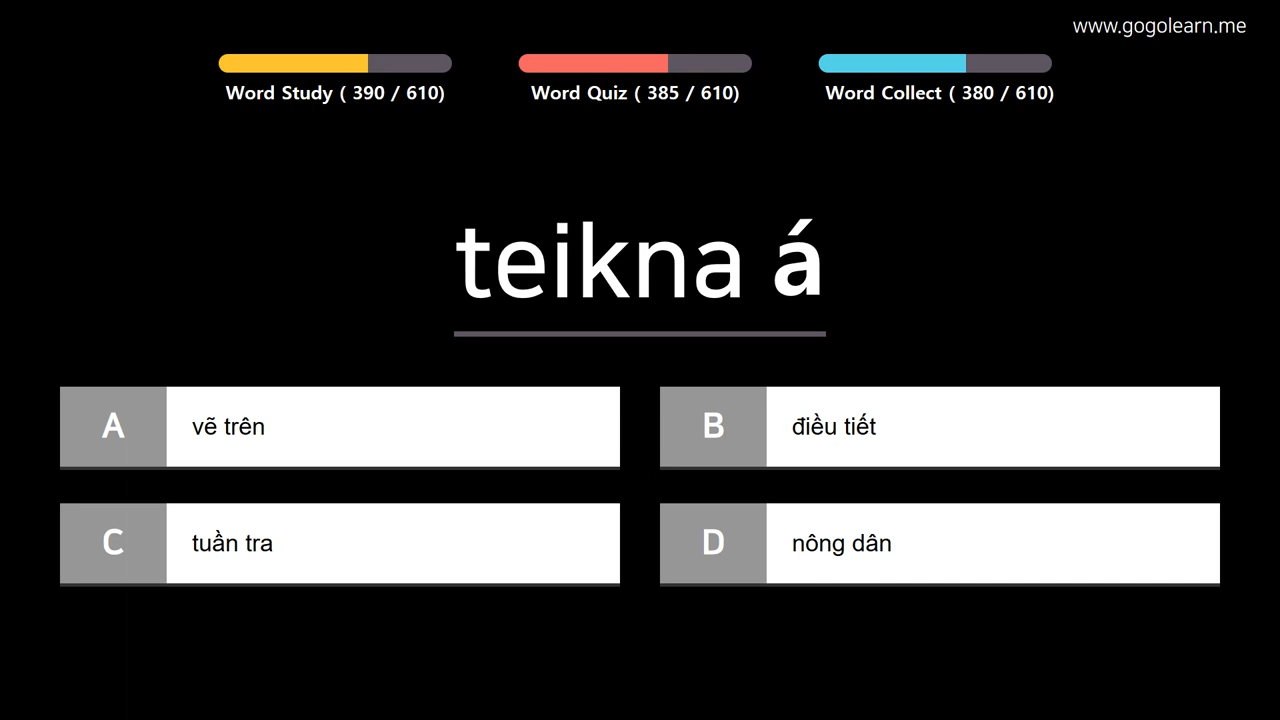 www.gogolearn.me
Word Study ( 390 / 610)
Word Quiz ( 385 / 610)
Word Collect ( 380 / 610)
teikna á
A vẽ trên
B điều tiết
C tuần tra
D nông dân